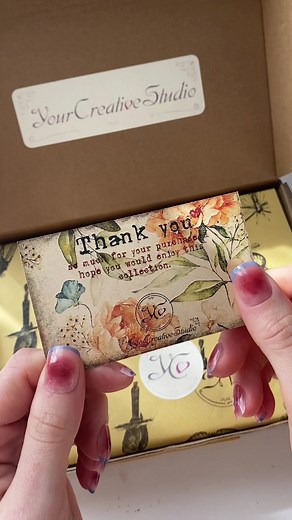 YourCreativeStudio
Thank you
so much for your purchase
hope you would enjoy this
collection.
YC
YourCreativeStudio
YC